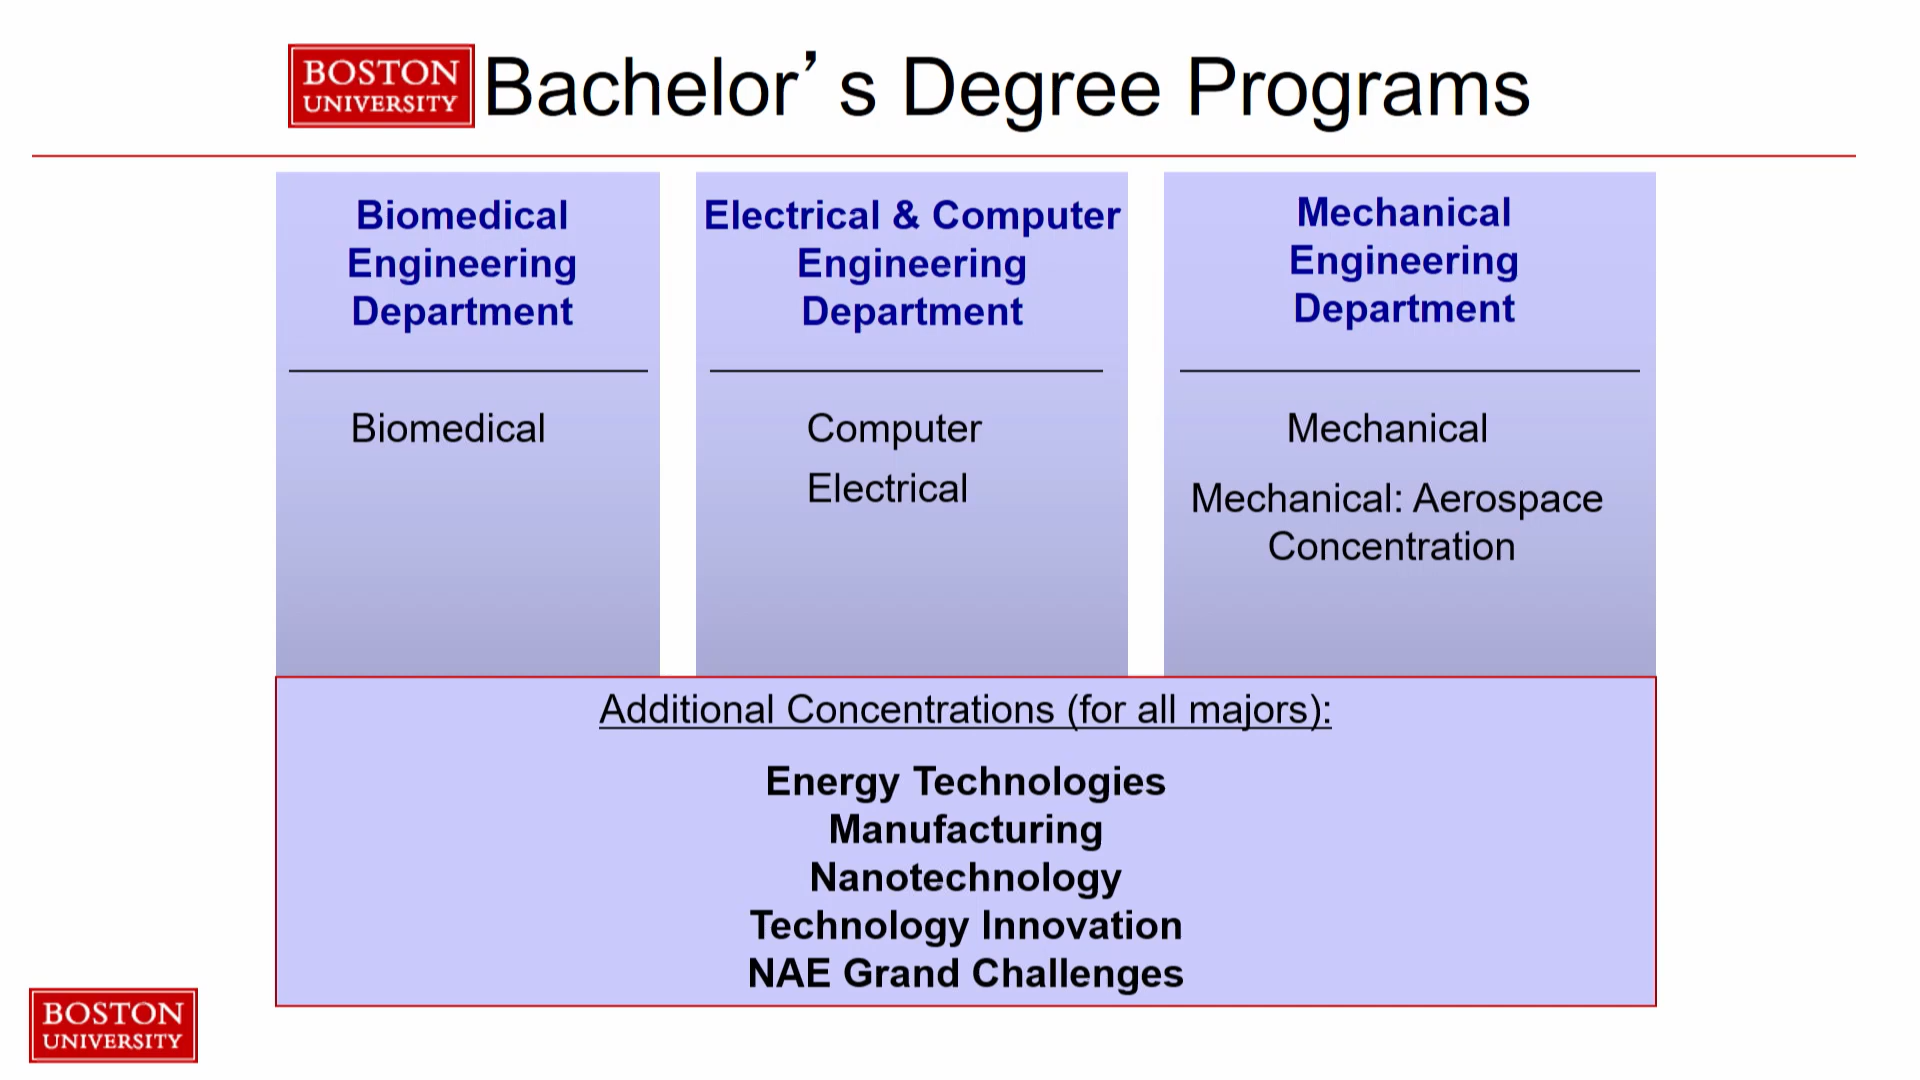 BOSTON
UNIVERSITY
Bachelor’s Degree Programs
Biomedical
Engineering
Department
Biomedical
Electrical & Computer
Engineering
Department
Computer
Electrical
Mechanical
Engineering
Department
Mechanical
Mechanical: Aerospace
Concentration
Additional Concentrations (for all majors):
Energy Technologies
Manufacturing
Nanotechnology
Technology Innovation
NAE Grand Challenges
BOSTON
UNIVERSITY